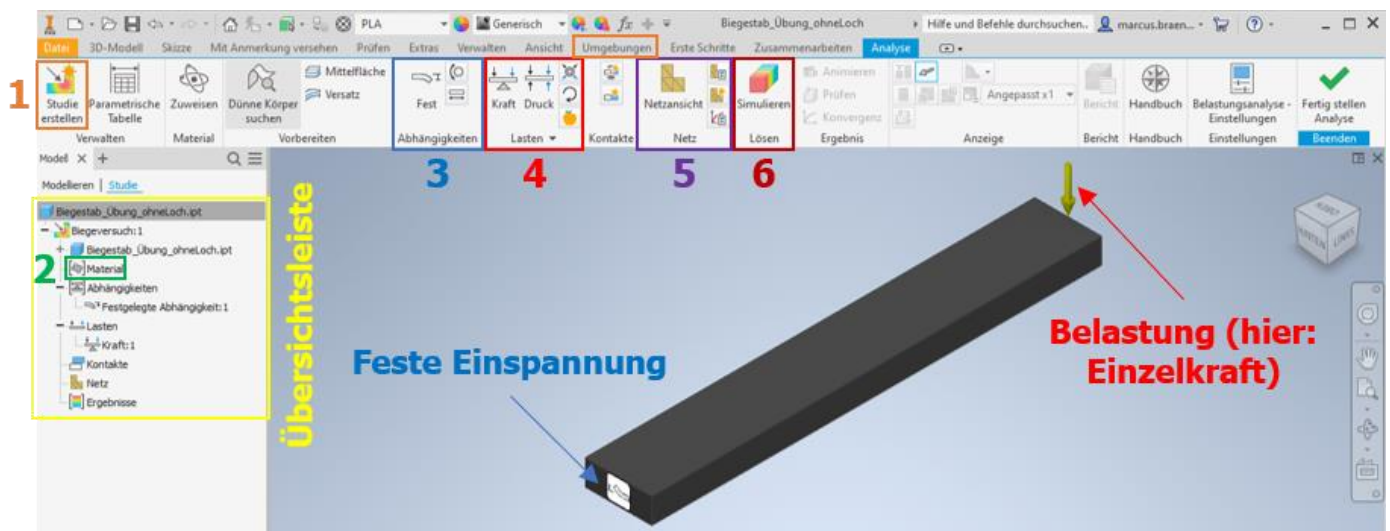 PLA Generisch fx Biegestab_Übung_ohneLoch Hilfe und Befehle durchsuchen.. marcus.braen...
Datei 3D-Modell Skizze Mit Anmerkung versehen Prüfen Extras Verwalten Ansicht Umgebungen Erste Schritte Zusammenarbeiten Analyse
1
Studie erstellen
Parametrische Tabelle
Zuweisen
Dünne Körper suchen
Mittelfläche
Versatz
Fest
Kraft
Druck
Netzansicht
Simulieren
Animieren
Prüfen
Konvergenz
Angepasst x1
Bericht
Handbuch
Belastungsanalyse - Einstellungen
Fertig stellen Analyse
Verwalten Material Vorbereiten Abhängigkeiten Lasten Kontakte Netz Lösen Ergebnis Anzeige Bericht Handbuch Einstellungen Beenden
3 4 5 6
Modell
Modellieren | Studie
Biegestab_Übung_ohneLoch.ipt
Biegeversuch:1
Biegestab_Übung_ohneLoch.ipt
2
Material
Abhängigkeiten
Festgelegte Abhängigkeit:1
Lasten
Kraft:1
Kontakte
Netz
Ergebnisse
Übersichtsleiste
Feste Einspannung
Belastung (hier:
Einzelkraft)
HINTEN LINKS